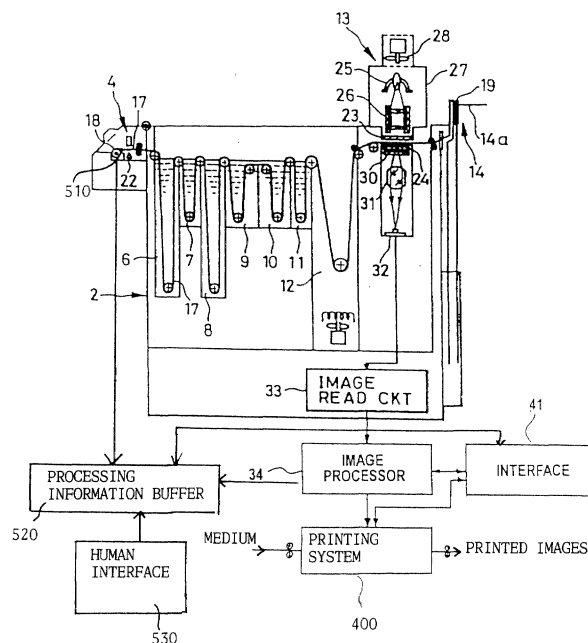 13
28
25
27
4
26
19
17
18
23
14a
22
14
510
30
24
31
6
7
9
10
11
32
12
2
17
8
33
IMAGE
READ CKT
41
34
IMAGE
PROCESSOR
INTERFACE
PROCESSING
INFORMATION BUFFER
520
MEDIUM
PRINTING
SYSTEM
PRINTED IMAGES
HUMAN
INTERFACE
400
530